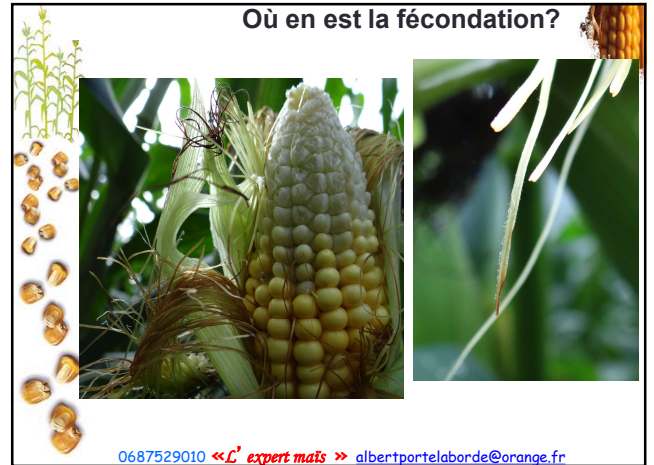 Où en est la fécondation?
0687529010 «L’ expert maïs » albertportelaborde@orange.fr